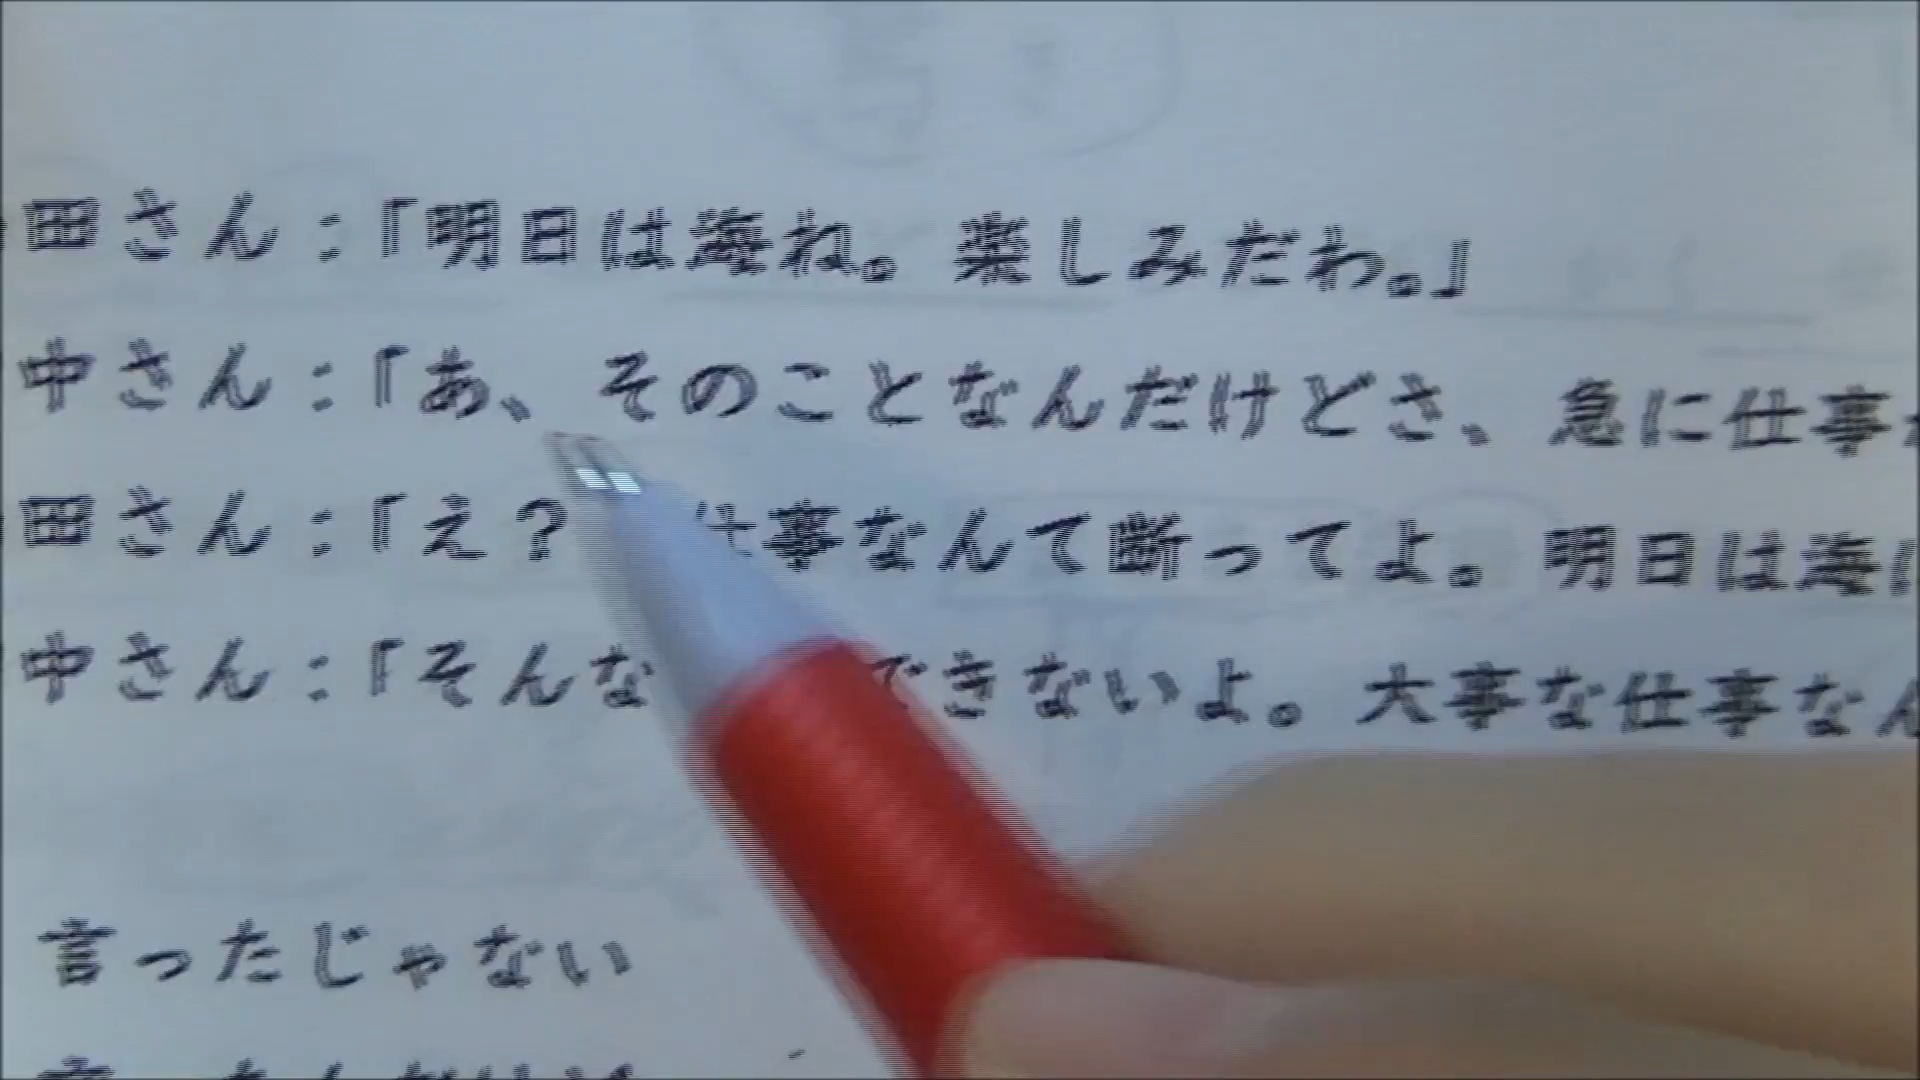 田さん：「明日は海ね。楽しみだわ。」
中さん：「あ、そのことなんだけどさ、急に仕事
田さん：「え？仕事なんて断ってよ。明日は海
中さん：「そんな できないよ。大事な仕事なん
言ったじゃない